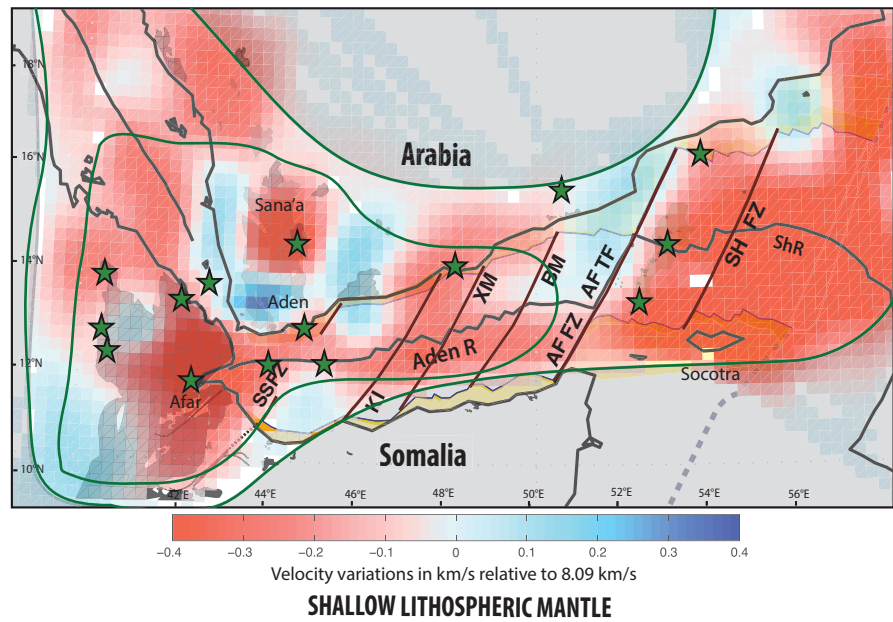 18°N
16°N
14°N
12°N
10°N
Arabia
Sana'a
Aden
Afar
SSPZ
KT
XM
BM
AF TF
AF FZ
SH FZ
ShR
Aden R
Socotra
Somalia
42°E
44°E
46°E
48°E
50°E
52°E
54°E
56°E
-0.4
-0.3
-0.2
-0.1
0
0.1
0.2
0.3
0.4
Velocity variations in km/s relative to 8.09 km/s
SHALLOW LITHOSPHERIC MANTLE